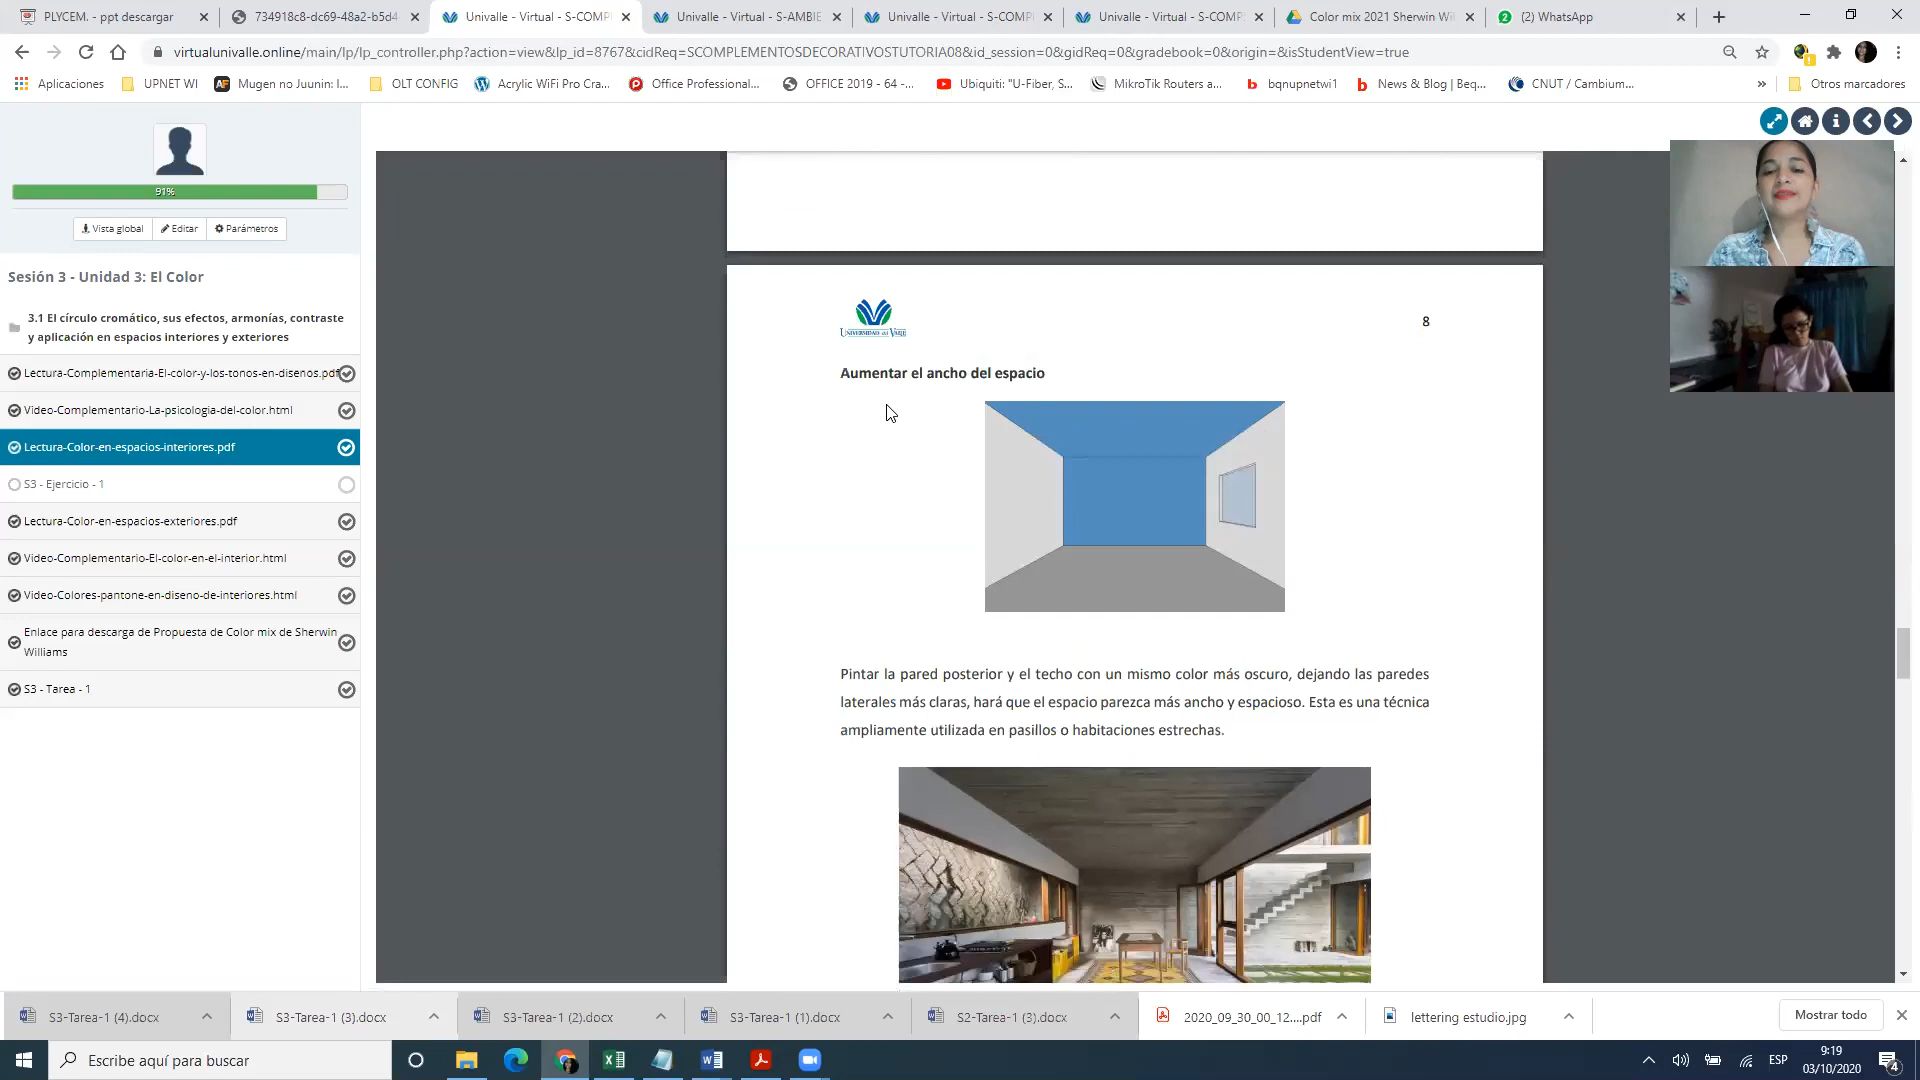 PLYCEM. - ppt descargar
734918c8-dc69-48a2-b5d4
Univalle - Virtual - S-COMPI
Univalle - Virtual - S-AMBIE
Univalle - Virtual - S-COMPI
Univalle - Virtual - S-COMPI
Color mix 2021 Sherwin Wi
(2) WhatsApp
virtualunivalle.online/main/lp/lp_controller.php?action=view&lp_id=8767&cidReq=SCOMPLEMENTOSDECORATIVOSTUTORIA08&id_session=0&gidReq=0&gradebook=0&origin=&isStudentView=true
Aplicaciones
UPNET WI
Mugen no Juunin: I...
OLT CONFIG
Acrylic WiFi Pro Cra...
Office Professional...
OFFICE 2019 - 64 -...
Ubiquiti: "U-Fiber, S...
MikroTik Routers a...
bqnupnetwi1
News & Blog | Beq...
CNUT / Cambium...
»
Otros marcadores
91%
Vista global
Editar
Parámetros
Sesión 3 - Unidad 3: El Color
3.1 El círculo cromático, sus efectos, armonías, contraste
y aplicación en espacios interiores y exteriores
Lectura-Complementaria-El-color-y-los-tonos-en-disenos.pdf
Video-Complementario-La-psicologia-del-color.html
Lectura-Color-en-espacios-interiores.pdf
S3 - Ejercicio - 1
Lectura-Color-en-espacios-exteriores.pdf
Video-Complementario-El-color-en-el-interior.html
Video-Colores-pantone-en-diseno-de-interiores.html
Enlace para descarga de Propuesta de Color mix de Sherwin
Williams
S3 - Tarea - 1
UNIVERSIDAD del VALLE
8
Aumentar el ancho del espacio
Pintar la pared posterior y el techo con un mismo color más oscuro, dejando las paredes
laterales más claras, hará que el espacio parezca más ancho y espacioso. Esta es una técnica
ampliamente utilizada en pasillos o habitaciones estrechas.
S3-Tarea-1 (4).docx
S3-Tarea-1 (3).docx
S3-Tarea-1 (2).docx
S3-Tarea-1 (1).docx
S2-Tarea-1 (3).docx
2020_09_30_00_12....pdf
lettering estudio.jpg
Mostrar todo
Escribe aquí para buscar
ESP
9:19
03/10/2020
4